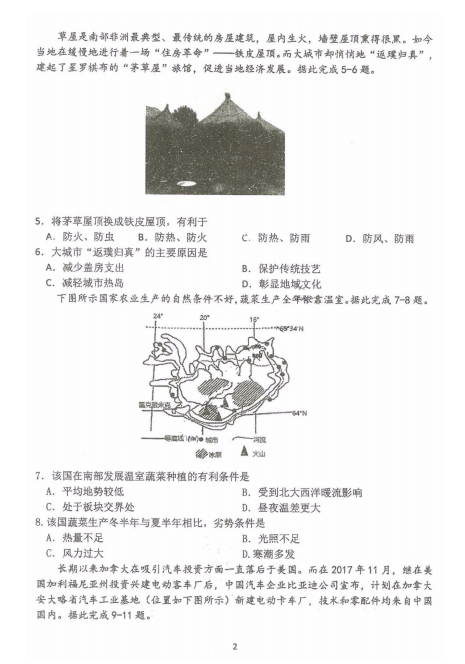 草屋是南部非洲最典型、最传统的房屋建筑，屋内生火，墙壁屋顶熏得很黑。如今
当地在缓慢地进行着一场“住房革命”——铁皮屋顶。而大城市却悄悄地“返璞归真”，
建起了星罗棋布的“茅草屋”旅馆，促进当地经济发展。据此完成5-6题。
5. 将茅草屋顶换成铁皮屋顶，有利于
A. 防火、防虫 B. 防热、防火 C. 防热、防雨 D. 防风、防雨
6. 大城市“返璞归真”的主要原因是
A. 减少盖房支出 B. 保护传统技艺
C. 减轻城市热岛 D. 彰显地域文化
下图所示国家农业生产的自然条件不好，蔬菜生产全年依靠温室。据此完成7-8题。
24° 20° 16°
66°34′N
雷克雅未克
64°N
等高线(m) 城市 河流
冰原 火山
7. 该国在南部发展温室蔬菜种植的有利条件是
A. 平均地势较低 B. 受到北大西洋暖流影响
C. 处于板块交界处 D. 昼夜温差更大
8. 该国蔬菜生产冬半年与夏半年相比，劣势条件是
A. 热量不足 B. 光照不足
C. 风力过大 D. 寒潮多发
长期以来加拿大在吸引汽车投资方面一直落后于美国。而在2017年11月，继在美
国加利福尼亚州投资兴建电动客车厂后，中国汽车企业比亚迪公司宣布，计划在加拿大
安大略省汽车工业基地（位置如下图所示）新建电动卡车厂，技术和零配件均来自中国
国内。据此完成9-11题。
2